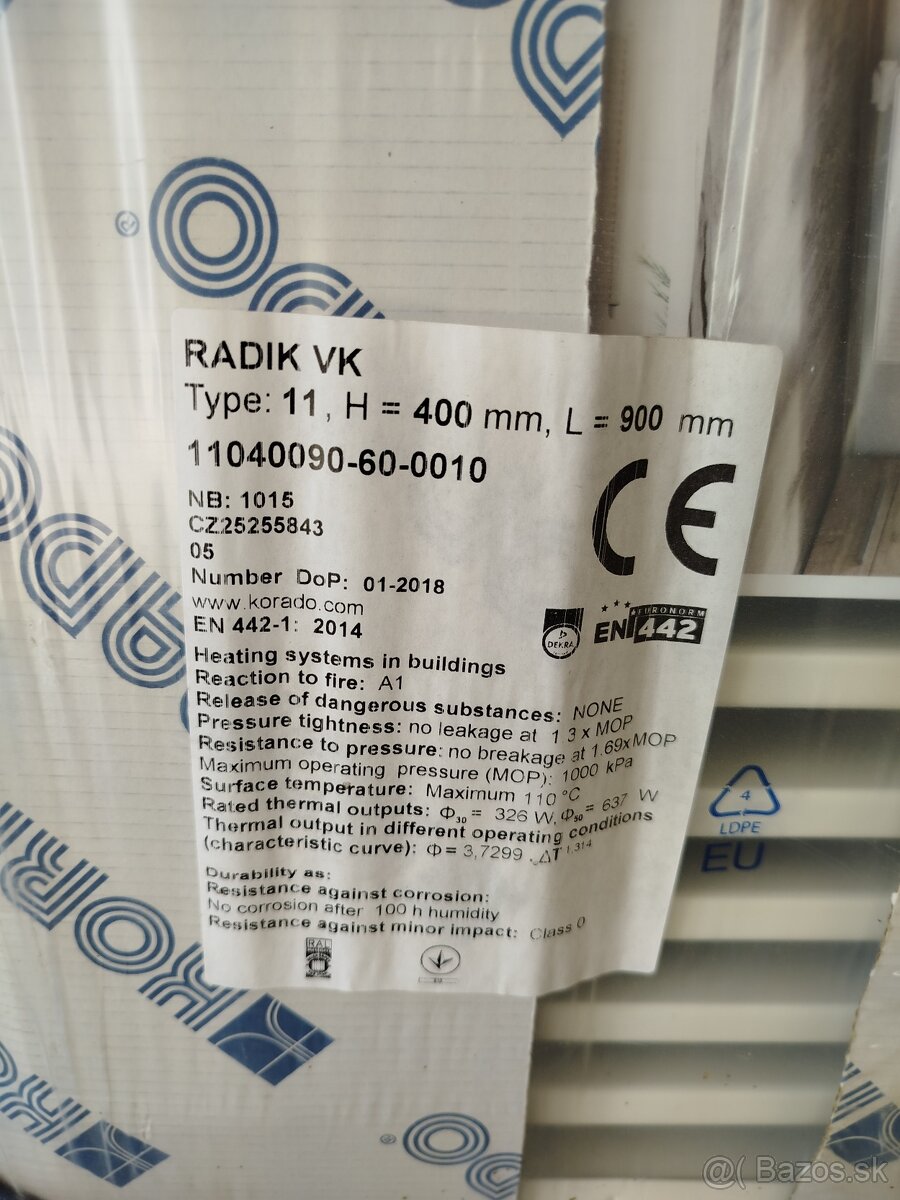 RADIK VK
Type: 11, H = 400 mm, L = 900 mm
11040090-60-0010
NB: 1015
CZ25255843
05
Number DoP: 01-2018
www.korado.com
EN 442-1: 2014
CE
DEKRA
EURONORM
EN 442
Heating systems in buildings
Reaction to fire: A1
Release of dangerous substances: NONE
Pressure tightness: no leakage at 1.3 x MOP
Resistance to pressure: no breakage at 1.69xMOP
Maximum operating pressure (MOP): 1000 kPa
Surface temperature: Maximum 110 °C
Rated thermal outputs: Φ₃₀ = 326 W, Φ₅₀ = 637 W
Thermal output in different operating conditions
(characteristic curve): Φ = 3,7299 . ΔT 1,314
Durability as:
Resistance against corrosion:
No corrosion after 100 h humidity
Resistance against minor impact: Class 0
RAL
4
LDPE
EU
@( Bazos.sk